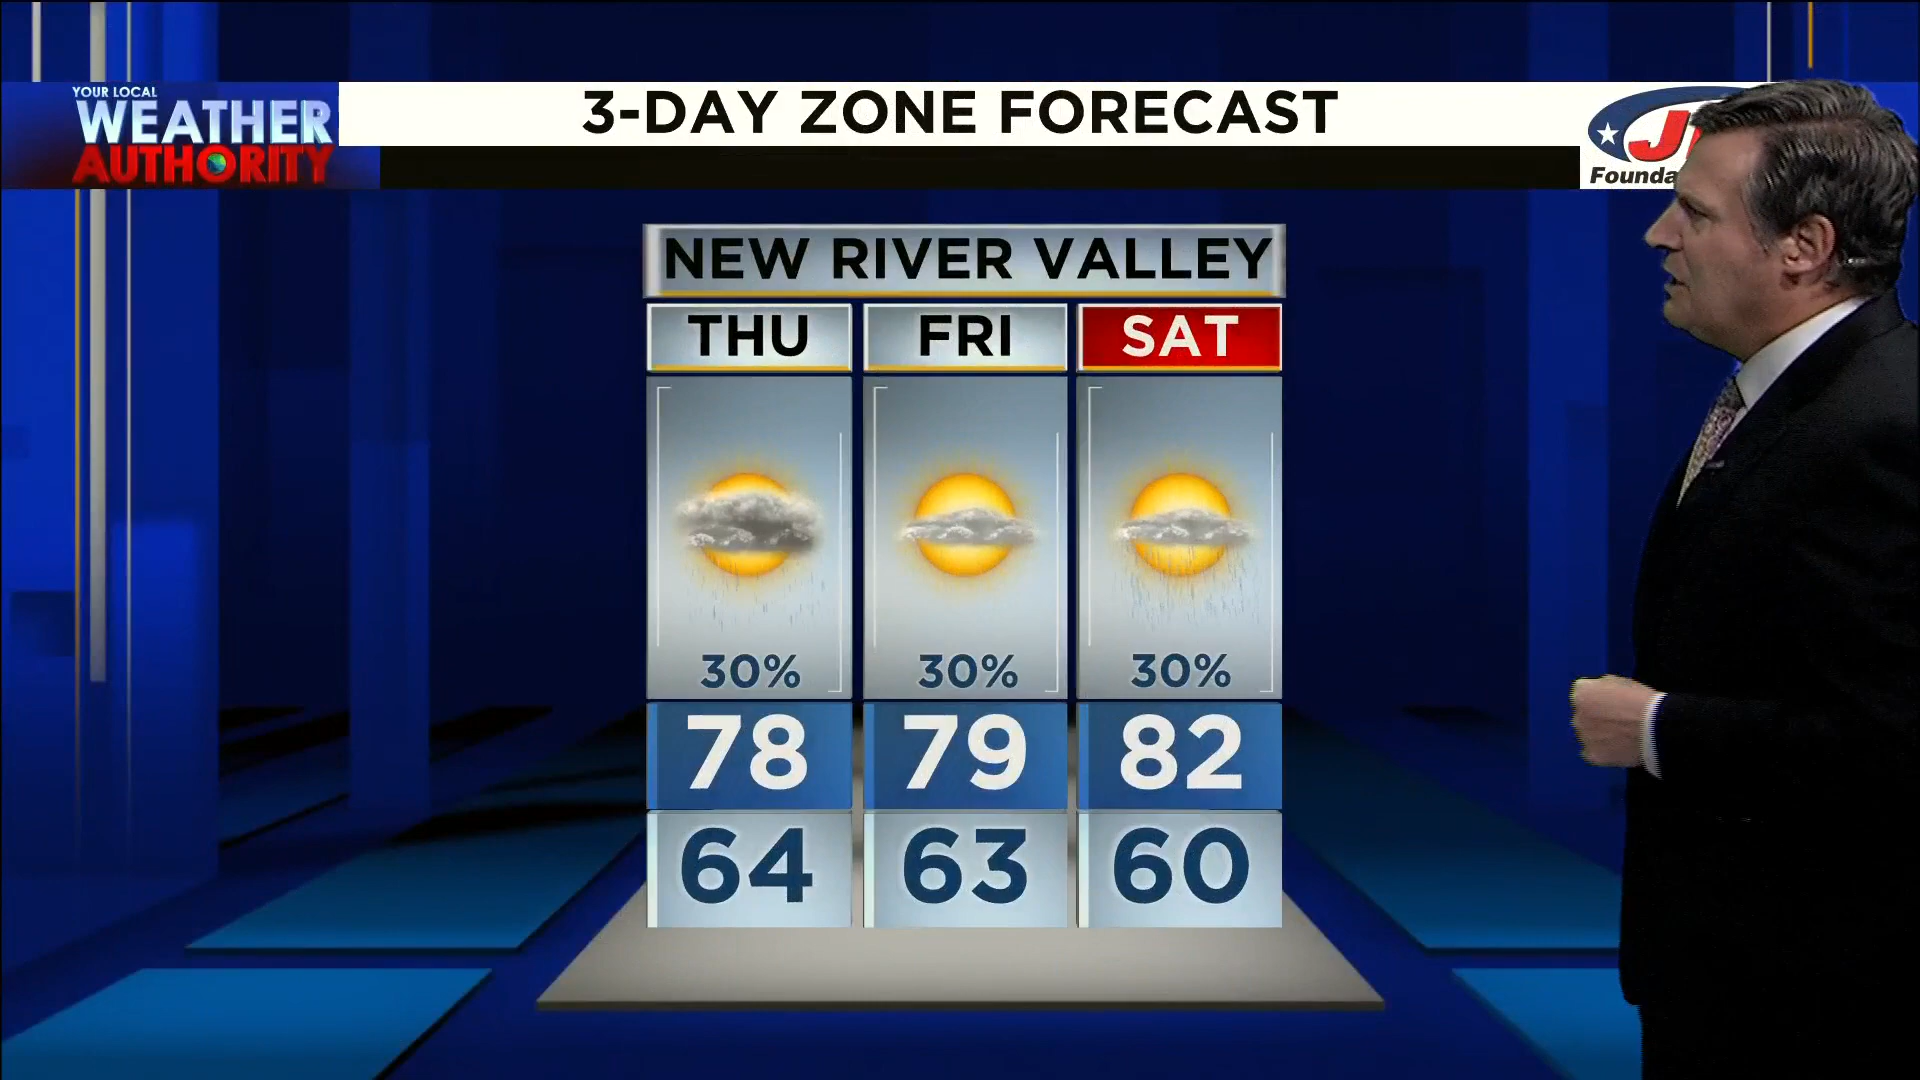 YOUR LOCAL
WEATHER
AUTHORITY
3-DAY ZONE FORECAST
NEW RIVER VALLEY
THU FRI SAT
30% 30% 30%
78 79 82
64 63 60